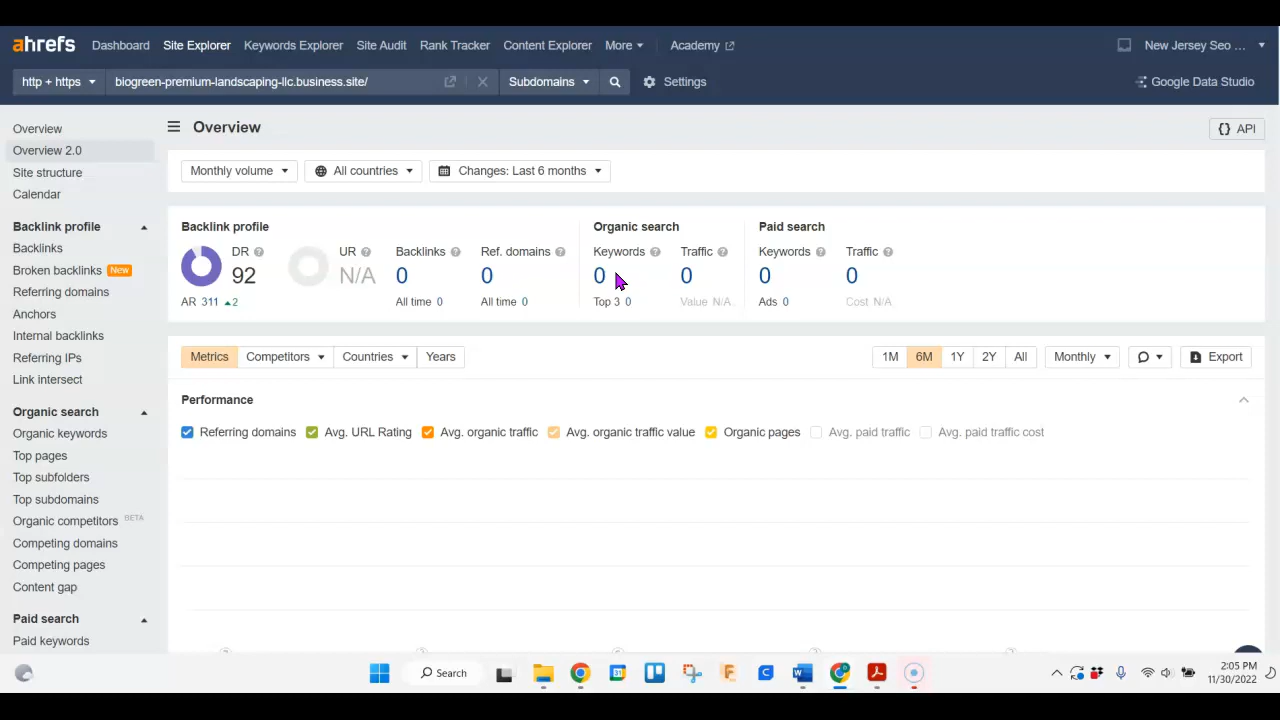 ahrefs Dashboard Site Explorer Keywords Explorer Site Audit Rank Tracker Content Explorer More Academy New Jersey Seo ...
http + https biogreen-premium-landscaping-llc.business.site/ Subdomains Settings Google Data Studio
Overview
Overview 2.0
Site structure
Calendar
Backlink profile
Backlinks
Broken backlinks New
Referring domains
Anchors
Internal backlinks
Referring IPs
Link intersect
Organic search
Organic keywords
Top pages
Top subfolders
Top subdomains
Organic competitors BETA
Competing domains
Competing pages
Content gap
Paid search
Paid keywords
Overview {} API
Monthly volume All countries Changes: Last 6 months
Backlink profile Organic search Paid search
DR ? UR ? Backlinks ? Ref. domains ? Keywords ? Traffic ? Keywords ? Traffic ?
92 N/A 0 0 0 0 0 0
AR 311 2 All time 0 All time 0 Top 3 0 Value N/A Ads 0 Cost N/A
Metrics Competitors Countries Years 1M 6M 1Y 2Y All Monthly Export
Performance
Referring domains Avg. URL Rating Avg. organic traffic Avg. organic traffic value Organic pages Avg. paid traffic Avg. paid traffic cost
Search
2:05 PM
11/30/2022